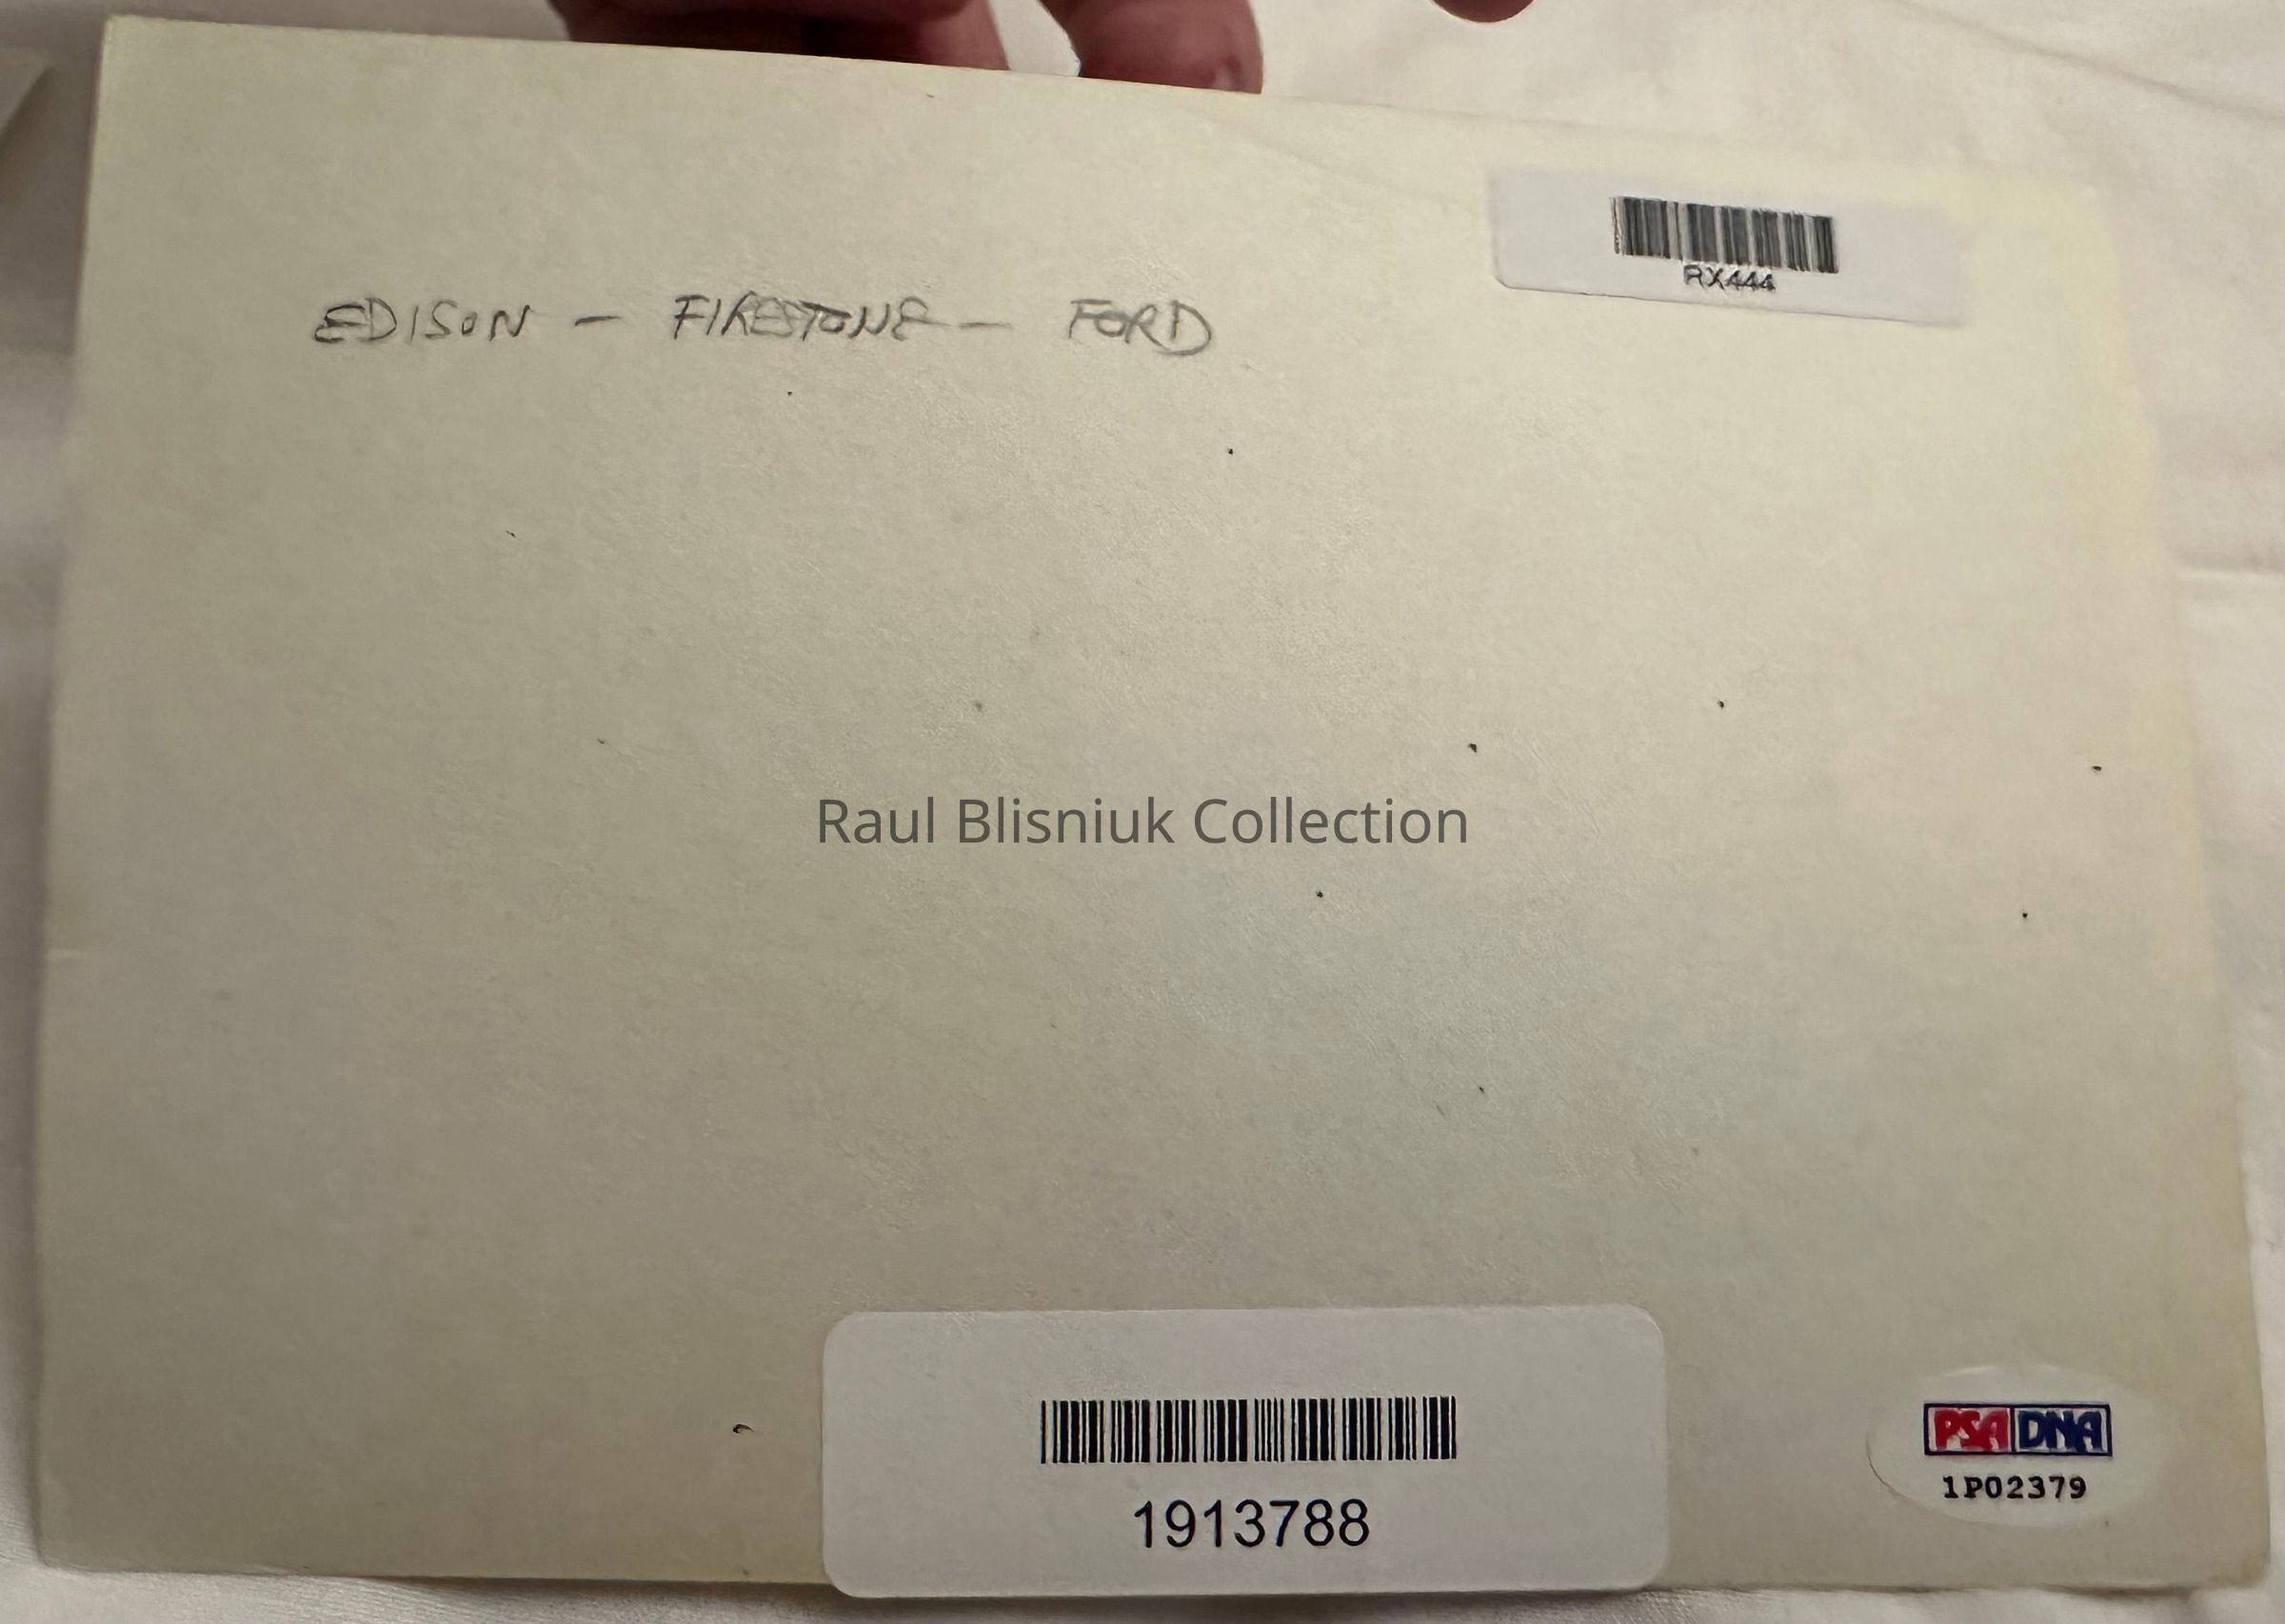 RX444
EDISON - FIRESTONE - FORD
Raul Blisniuk Collection
1913788
PSA DNA
1P02379